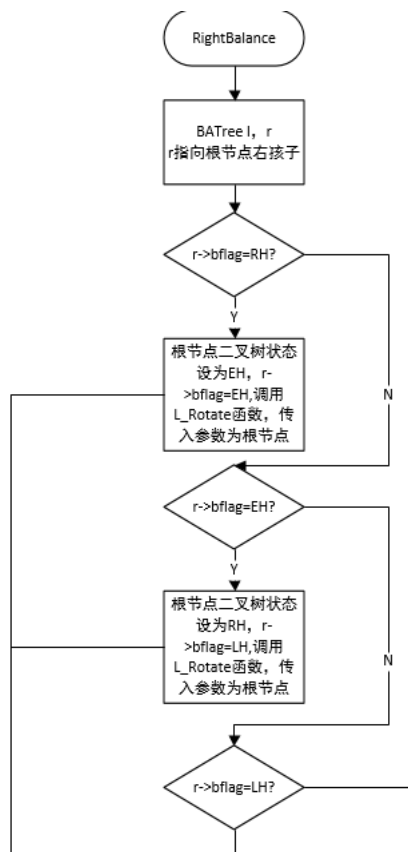 RightBalance
BATree l，r
r指向根节点右孩子
r->bflag=RH?
Y
根节点二叉树状态
设为EH，r-
>bflag=EH,调用
L_Rotate函数，传
入参数为根节点
N
r->bflag=EH?
Y
根节点二叉树状态
设为RH，r-
>bflag=LH,调用
L_Rotate函数，传
入参数为根节点
N
r->bflag=LH?